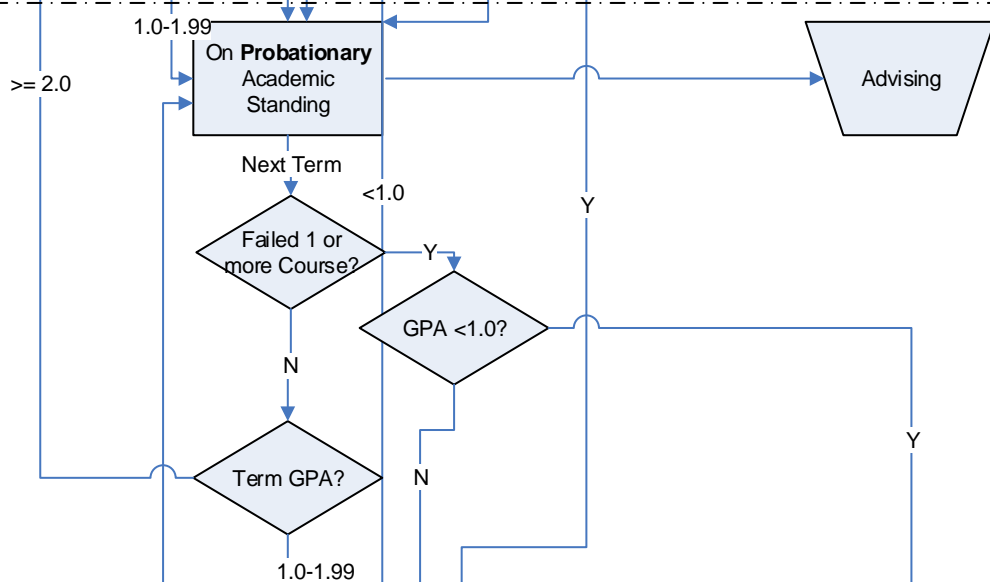 1.0-1.99
On Probationary
Academic
Standing
>= 2.0
Advising
Next Term
<1.0
Y
Failed 1 or
more Course?
Y
GPA <1.0?
N
Y
Term GPA?
N
1.0-1.99